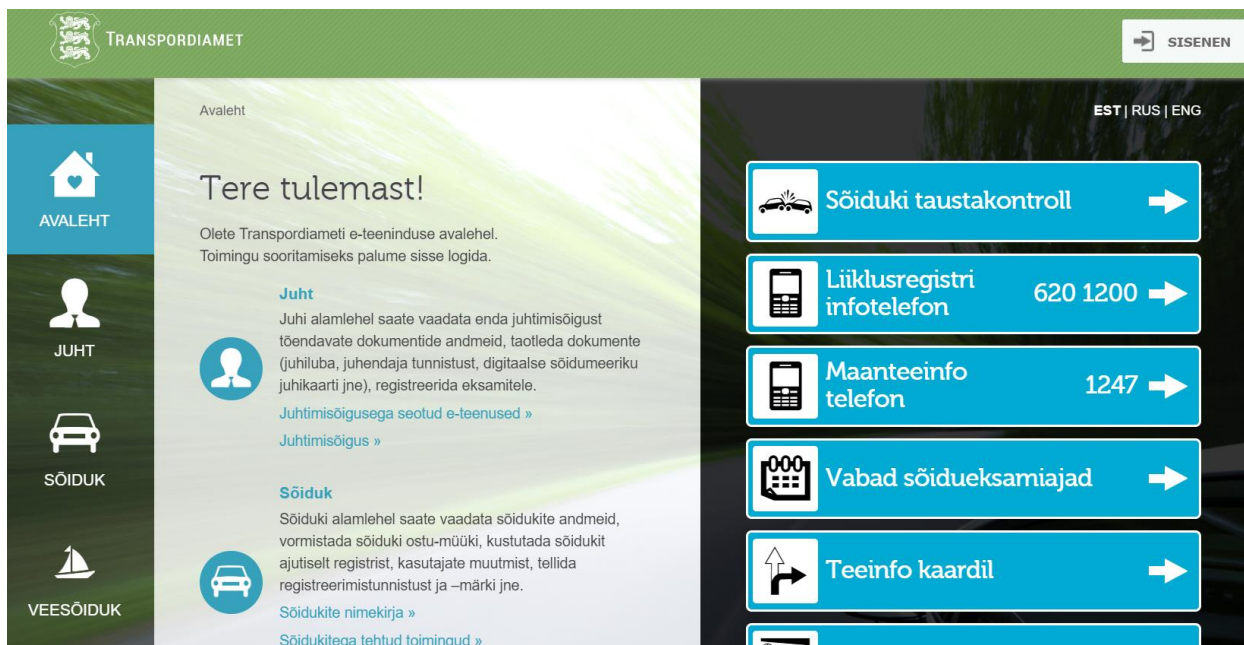 TRANSPORDIAMET
SISENEN
AVALEHT
JUHT
SÕIDUK
VEESÕIDUK
Avaleht
Tere tulemast!
Olete Transpordiameti e-teeninduse avalehel.
Toimingu sooritamiseks palume sisse logida.
Juht
Juhi alamlehel saate vaadata enda juhtimisõigust
tõendavate dokumentide andmeid, taotleda dokumente
(juhiluba, juhendaja tunnistust, digitaalse sõidumeeriku
juhikaarti jne), registreerida eksamitele.
Juhtimisõigusega seotud e-teenused »
Juhtimisõigus »
Sõiduk
Sõiduki alamlehel saate vaadata sõidukite andmeid,
vormistada sõiduki ostu-müüki, kustutada sõidukit
ajutiselt registrist, kasutajate muutmist, tellida
registreerimistunnistust ja –märki jne.
Sõidukite nimekirja »
Sõidukitega tehtud toimingud »
EST | RUS | ENG
Sõiduki taustakontroll
Liiklusregistri
infotelefon 620 1200
Maanteeinfo
telefon 1247
Vabad sõidueksamiajad
Teeinfo kaardil